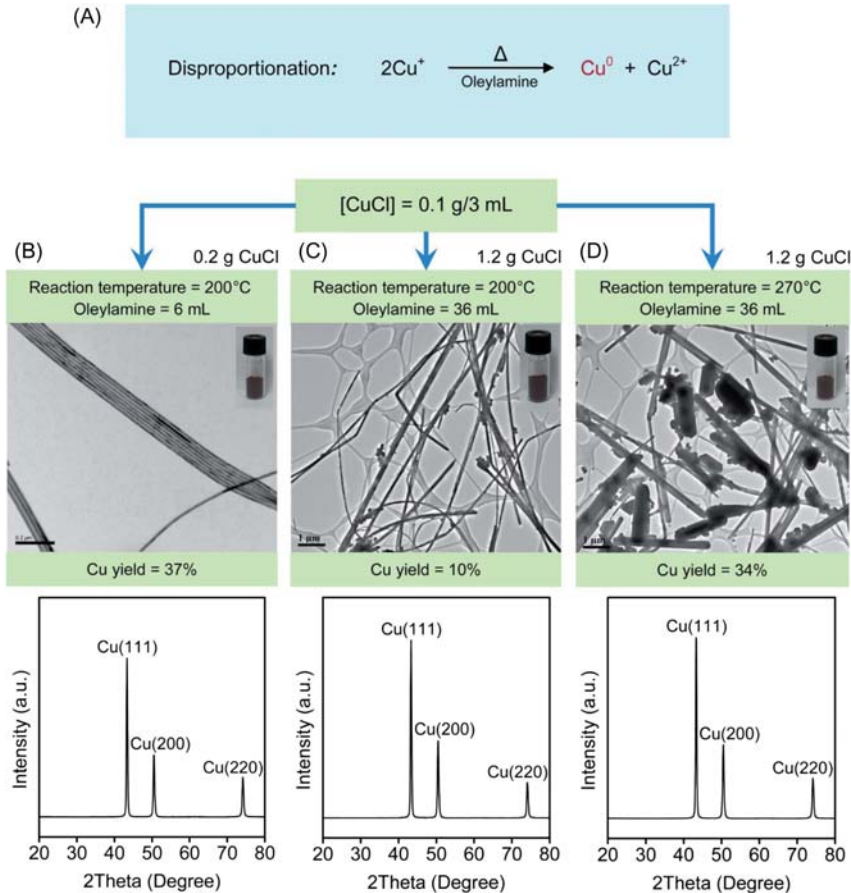 (A)
Disproportionation: 2Cu⁺ Δ Oleylamine Cu⁰ + Cu²⁺
[CuCl] = 0.1 g/3 mL
(B) 0.2 g CuCl
Reaction temperature = 200°C
Oleylamine = 6 mL
Cu yield = 37%
Cu(111)
Cu(200)
Cu(220)
Intensity (a.u.)
20 30 40 50 60 70 80
2Theta (Degree)
(C) 1.2 g CuCl
Reaction temperature = 200°C
Oleylamine = 36 mL
1 μm
Cu yield = 10%
Cu(111)
Cu(200)
Cu(220)
Intensity (a.u.)
20 30 40 50 60 70 80
2Theta (Degree)
(D) 1.2 g CuCl
Reaction temperature = 270°C
Oleylamine = 36 mL
1 μm
Cu yield = 34%
Cu(111)
Cu(200)
Cu(220)
Intensity (a.u.)
20 30 40 50 60 70 80
2Theta (Degree)